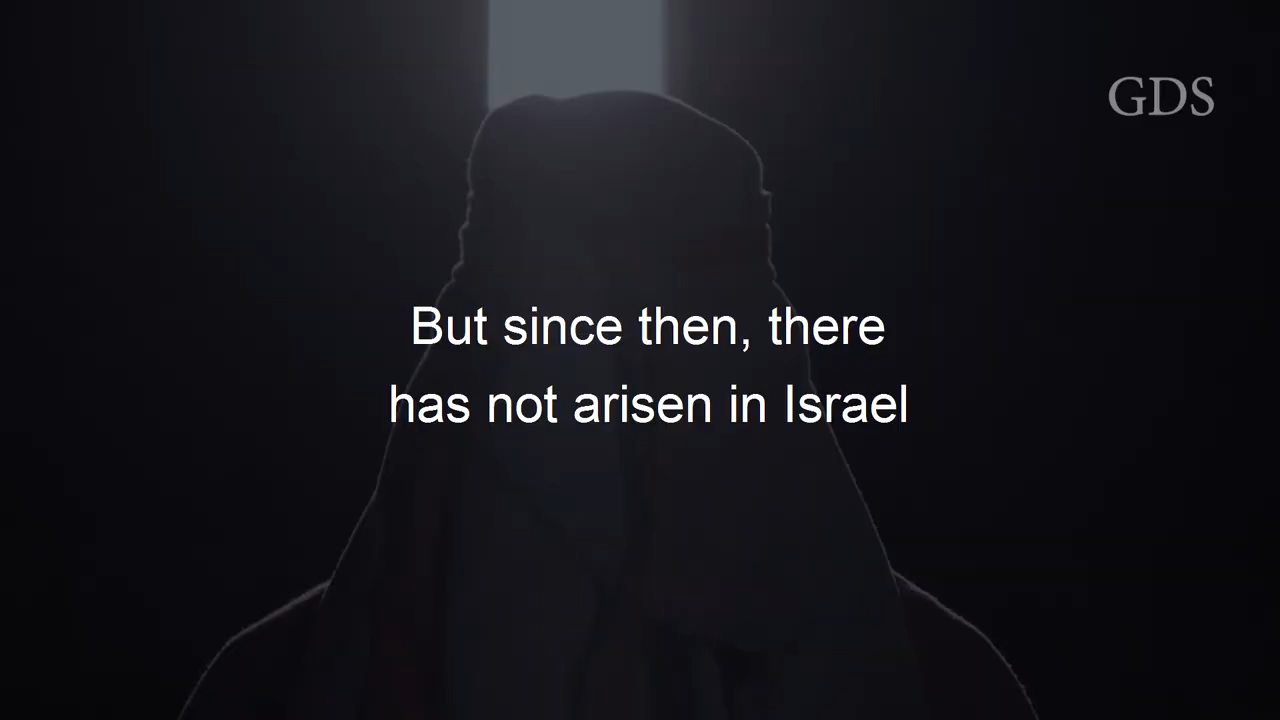 GDS
But since then, there
has not arisen in Israel